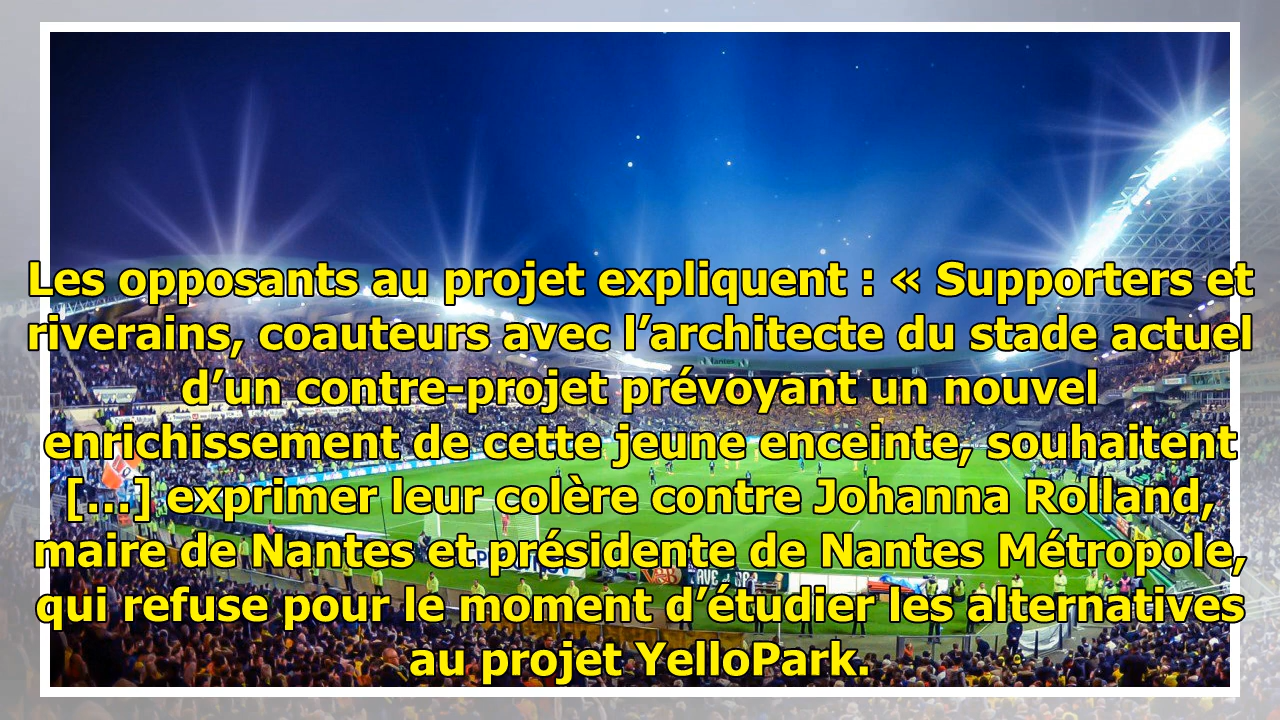 Les opposants au projet expliquent : « Supporters et
riverains, coauteurs avec l’architecte du stade actuel
d’un contre-projet prévoyant un nouvel
enrichissement de cette jeune enceinte, souhaitent
[...] exprimer leur colère contre Johanna Rolland,
maire de Nantes et présidente de Nantes Métropole,
qui refuse pour le moment d’étudier les alternatives
au projet YelloPark.